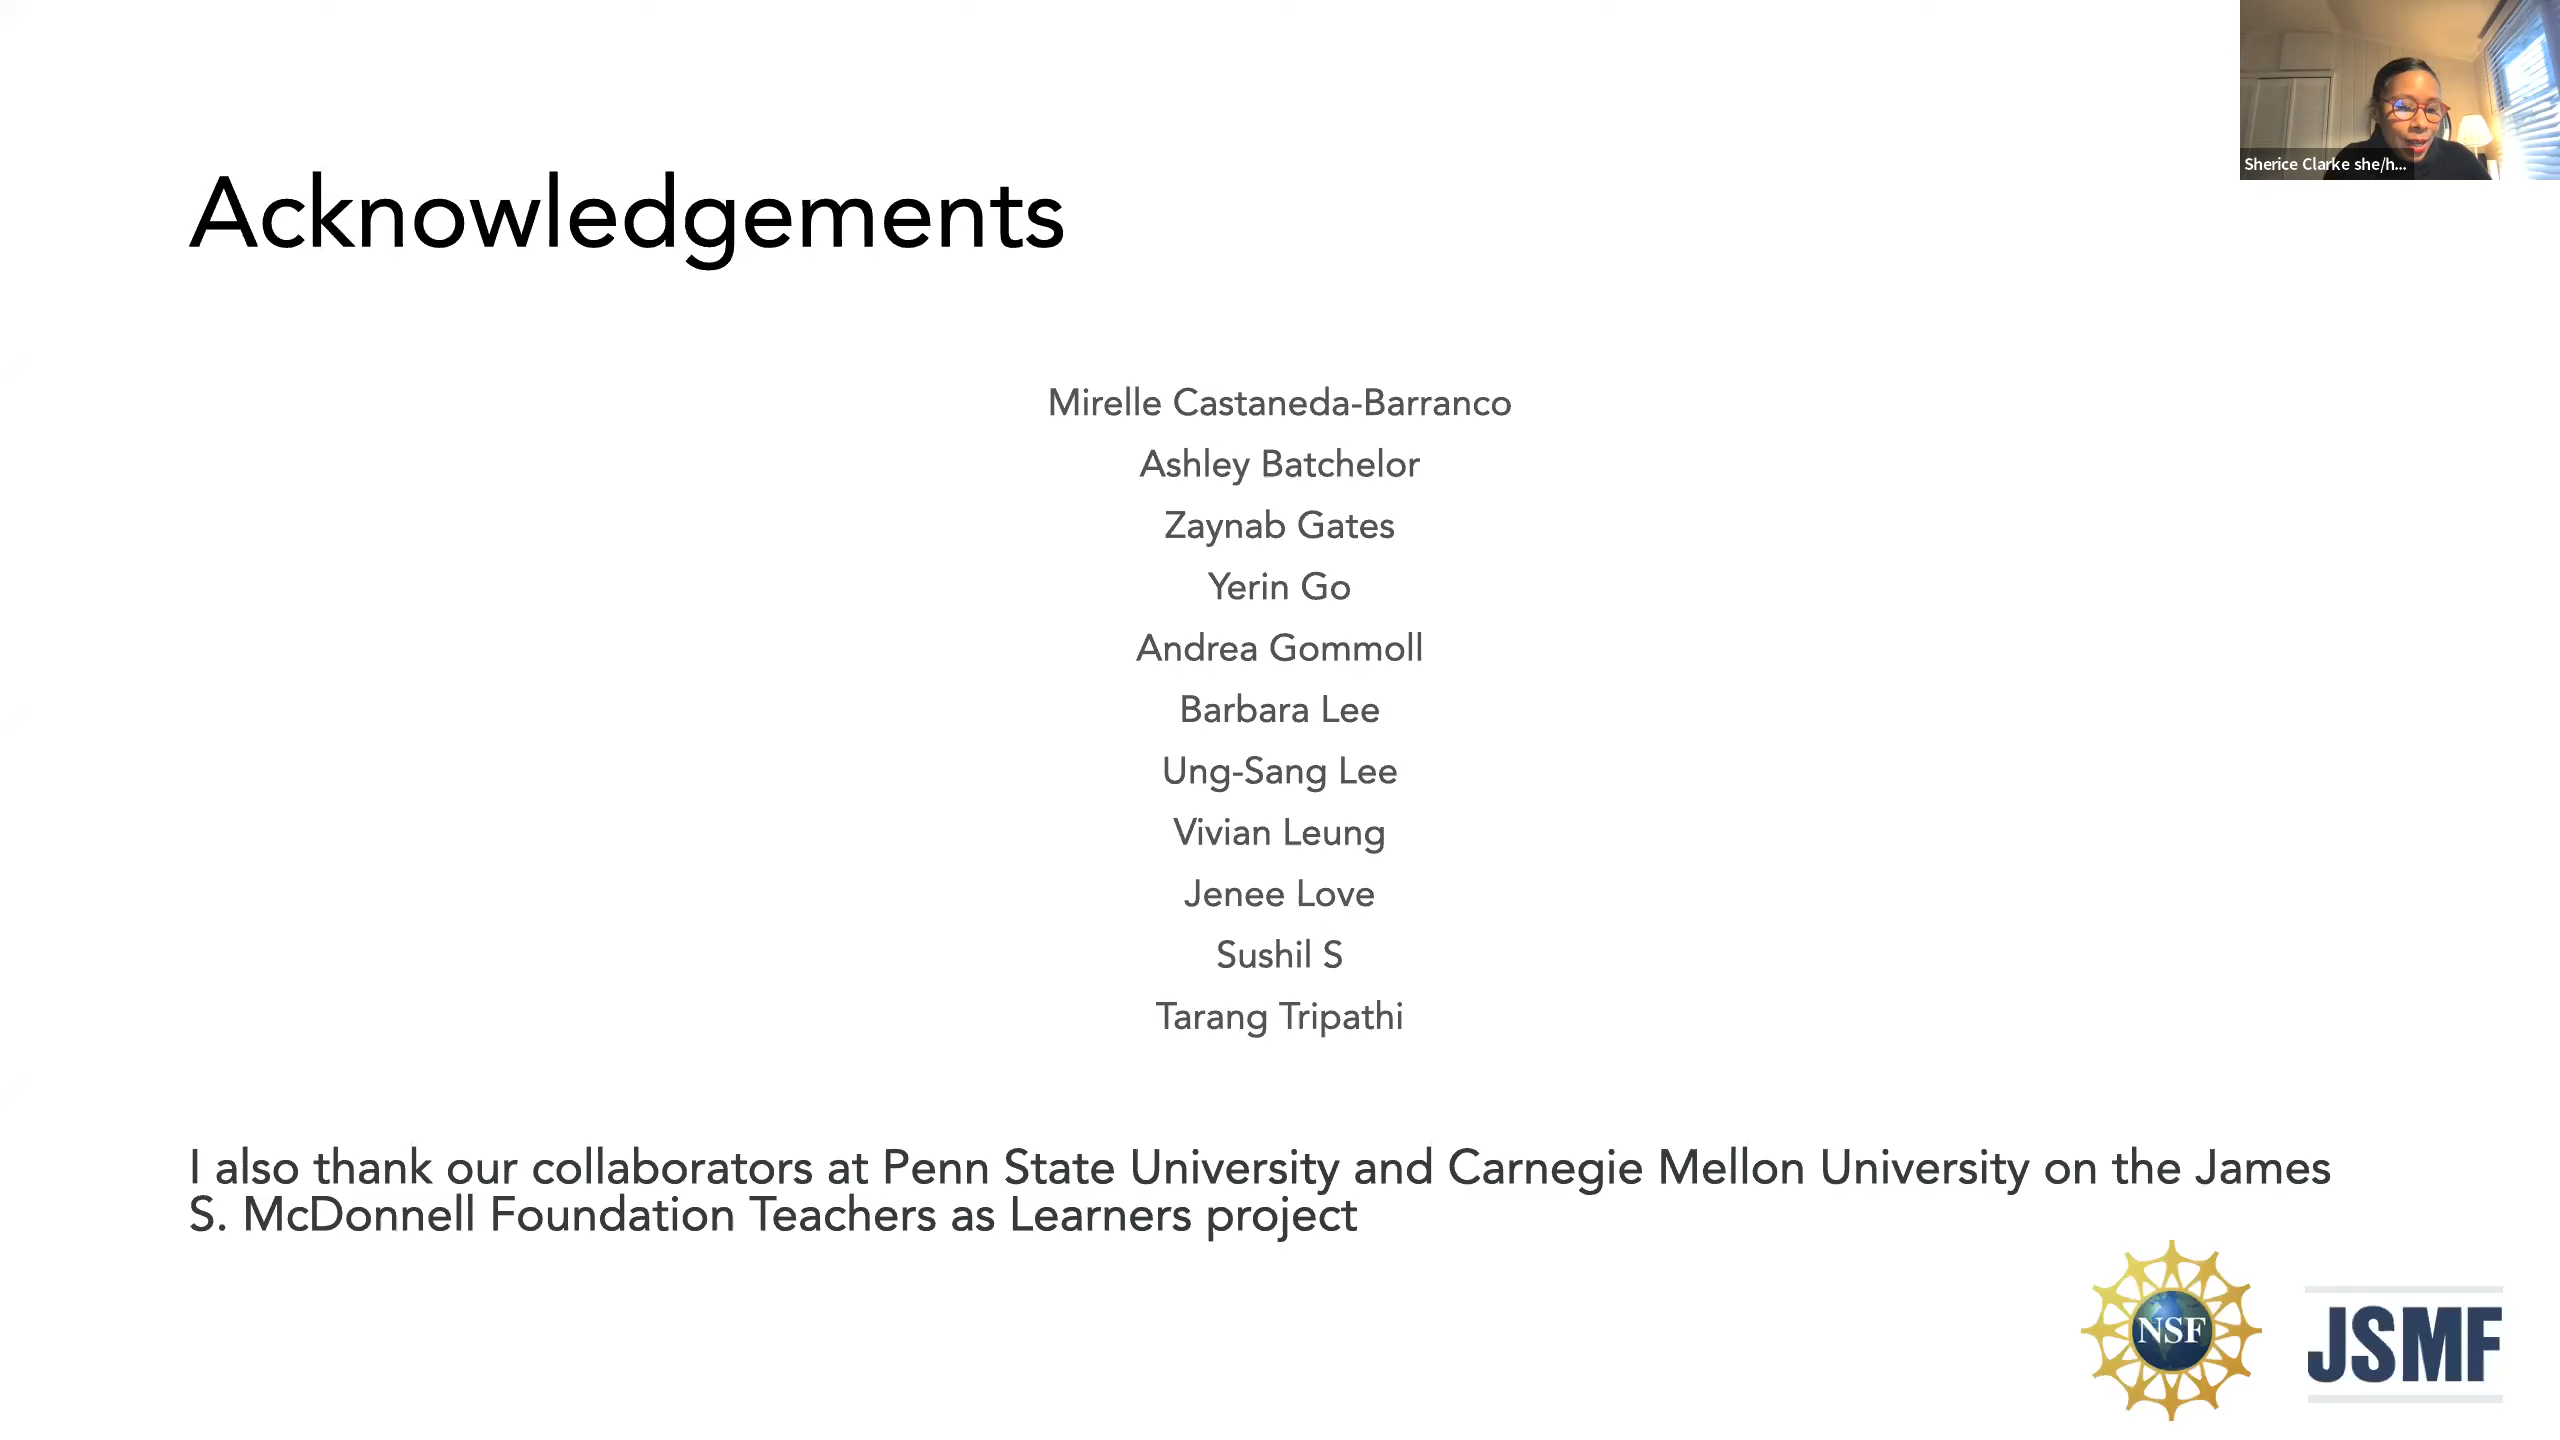 Sherice Clarke she/h...
Acknowledgements
Mirelle Castaneda-Barranco
Ashley Batchelor
Zaynab Gates
Yerin Go
Andrea Gommoll
Barbara Lee
Ung-Sang Lee
Vivian Leung
Jenee Love
Sushil S
Tarang Tripathi
I also thank our collaborators at Penn State University and Carnegie Mellon University on the James
S. McDonnell Foundation Teachers as Learners project
NSF
JSMF